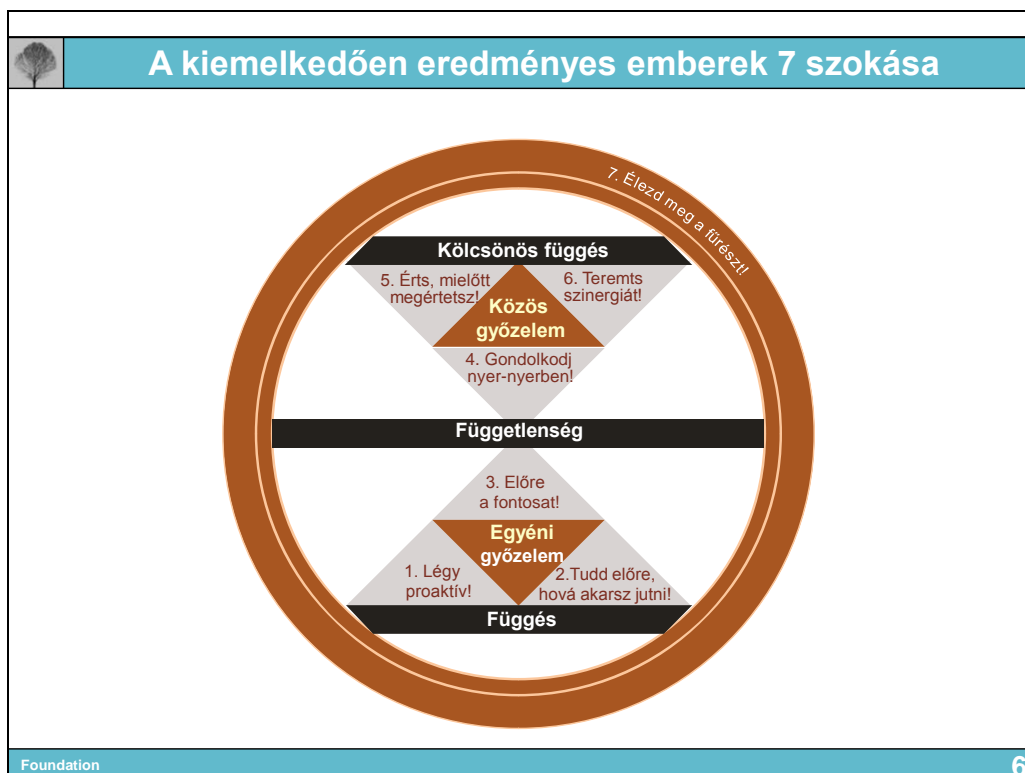 A kiemelkedően eredményes emberek 7 szokása
7. Élezd meg a fűrészt!
Kölcsönös függés
5. Érts, mielőtt
megértetsz!
6. Teremts
szinergiát!
Közös
győzelem
4. Gondolkodj
nyer-nyerben!
Függetlenség
3. Előre
a fontosat!
Egyéni
győzelem
1. Légy
proaktív!
2.Tudd előre,
hová akarsz jutni!
Függés
Foundation
6